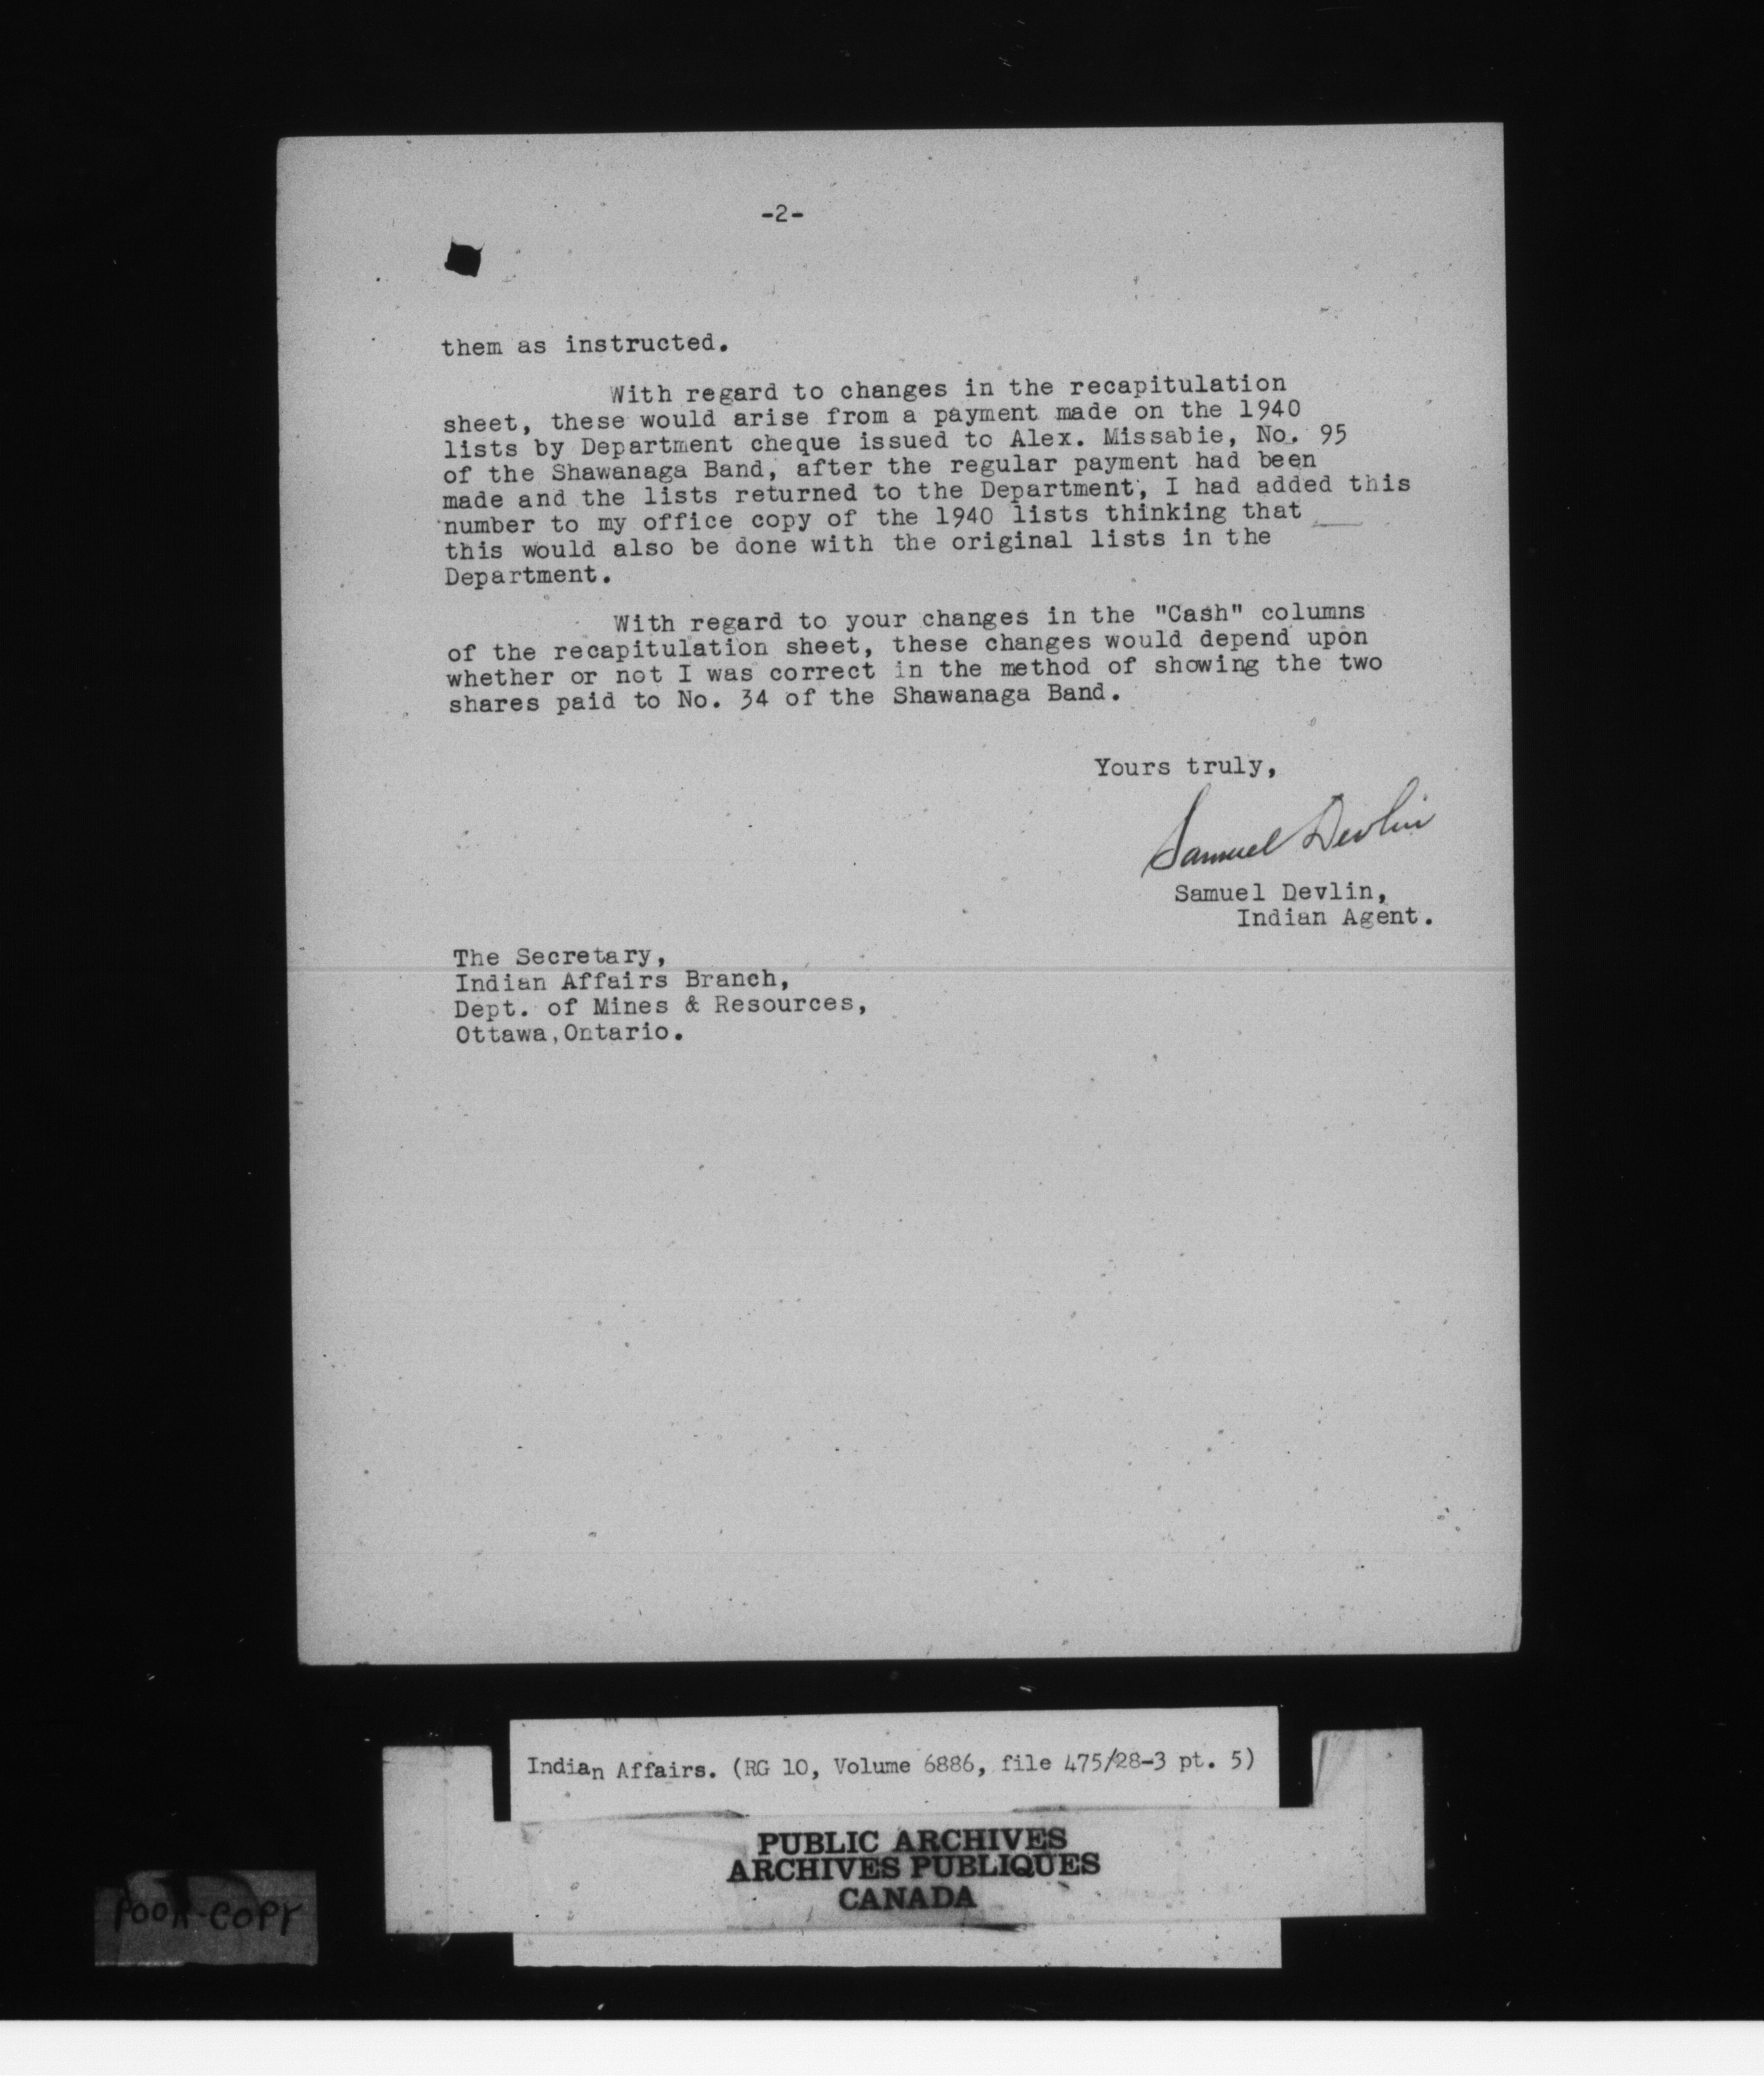 -2-
them as instructed.
With regard to changes in the recapitulation
sheet, these would arise from a payment made on the 1940
lists by Department cheque issued to Alex. Missabie, No. 95
of the Shawanaga Band, after the regular payment had been
made and the lists returned to the Department, I had added this
number to my office copy of the 1940 lists thinking that
this would also be done with the original lists in the
Department.
With regard to your changes in the "Cash" columns
of the recapitulation sheet, these changes would depend upon
whether or not I was correct in the method of showing the two
shares paid to No. 34 of the Shawanaga Band.
Yours truly,
Samuel Devlin
Samuel Devlin,
Indian Agent.
The Secretary,
Indian Affairs Branch,
Dept. of Mines & Resources,
Ottawa,Ontario.
Indian Affairs. (RG 10, Volume 6886, file 475/28-3 pt. 5)
PUBLIC ARCHIVES
ARCHIVES PUBLIQUES
CANADA
POOR COPY